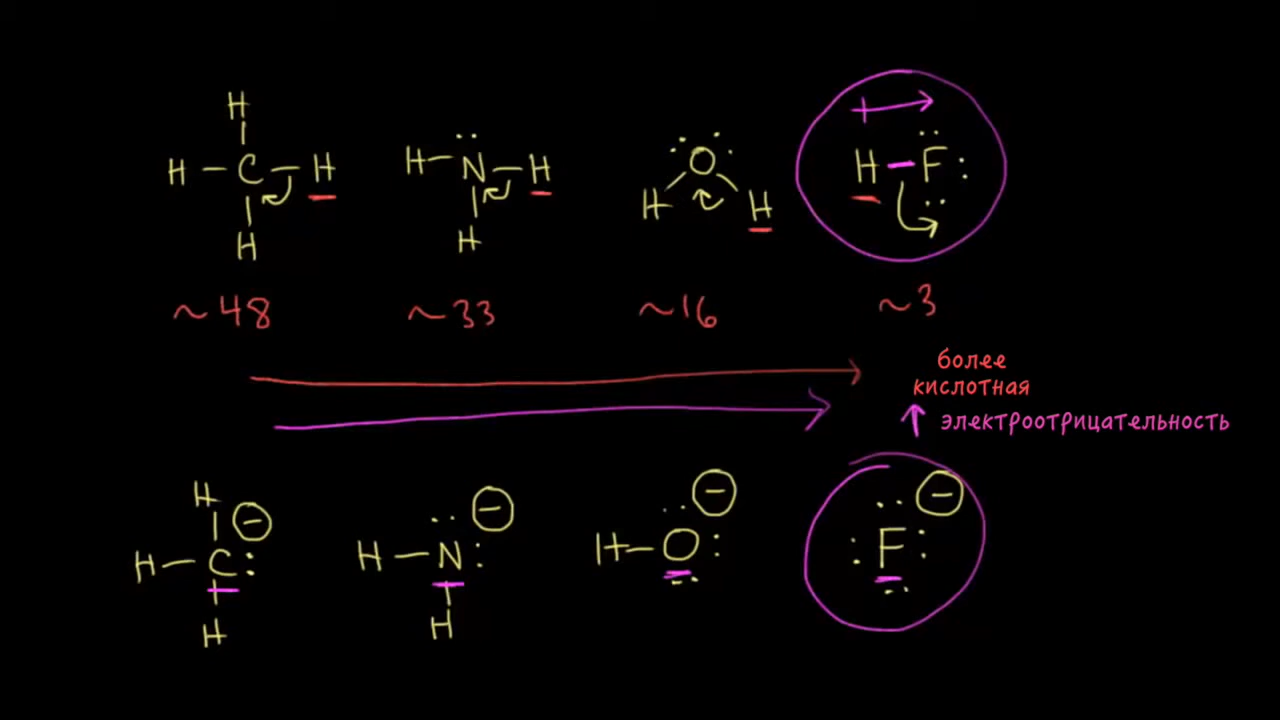 H
H–C–H
H
H–N–H
H
O
H H
H–F:
~48
~33
~16
~3
более
кислотная
электроотрицательность
H
H–C:
H
⊖
H–N:
H
⊖
H–O:
⊖
:F:
⊖